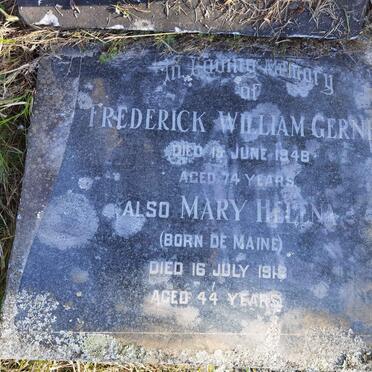 In Loving Memory
of
FREDERICK WILLIAM
DIED JUNE 1948
AGED 74 YEARS
ALSO MARY HELENA
(BORN DE MAINE)
DIED 16 JULY
AGED 44 YEARS